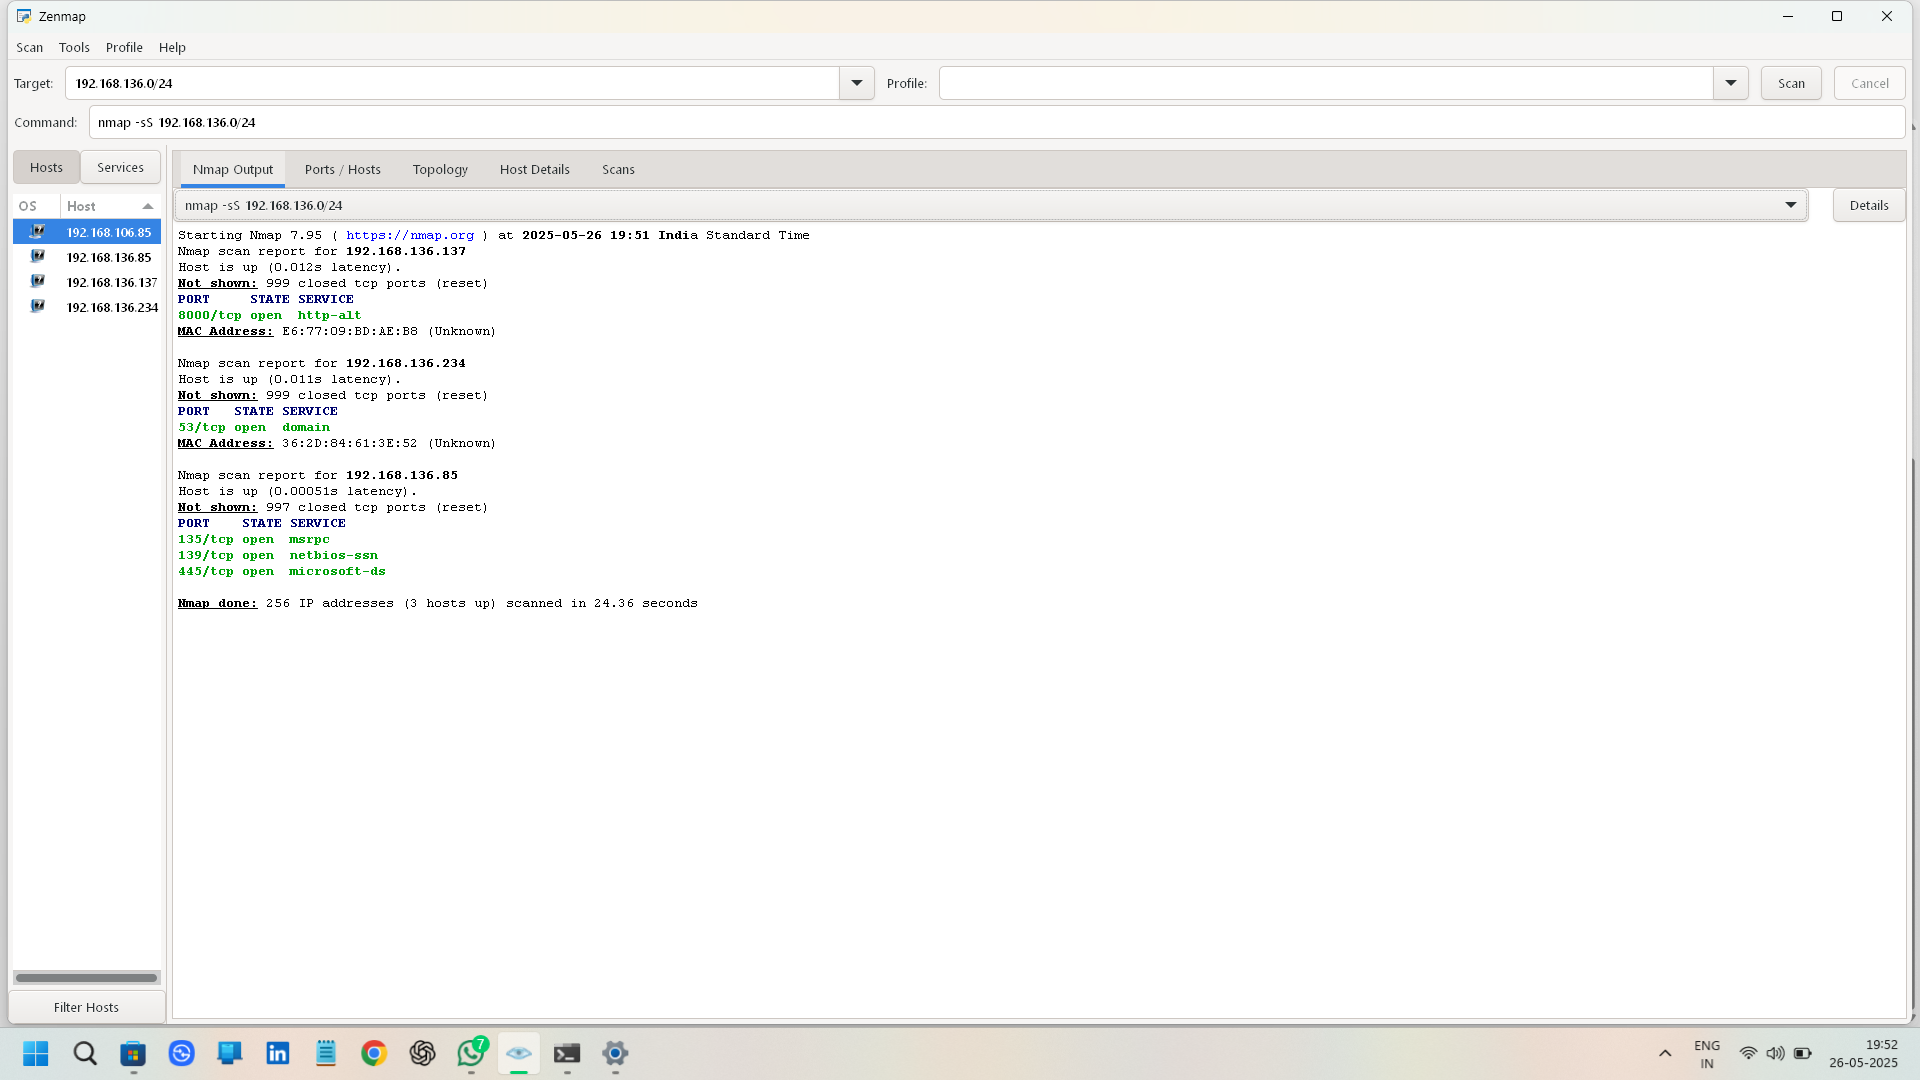 Zenmap
Scan Tools Profile Help
Target: 192.168.136.0/24 Profile: Scan Cancel
Command: nmap -sS 192.168.136.0/24
Hosts Services
Nmap Output Ports / Hosts Topology Host Details Scans
OS Host
nmap -sS 192.168.136.0/24 Details
192.168.106.85
192.168.136.85
192.168.136.137
192.168.136.234
Starting Nmap 7.95 ( https://nmap.org ) at 2025-05-26 19:51 India Standard Time
Nmap scan report for 192.168.136.137
Host is up (0.012s latency).
Not shown: 999 closed tcp ports (reset)
PORT     STATE SERVICE
8000/tcp open  http-alt
MAC Address: E6:77:09:BD:AE:B8 (Unknown)
Nmap scan report for 192.168.136.234
Host is up (0.011s latency).
Not shown: 999 closed tcp ports (reset)
PORT   STATE SERVICE
53/tcp open  domain
MAC Address: 36:2D:84:61:3E:52 (Unknown)
Nmap scan report for 192.168.136.85
Host is up (0.00051s latency).
Not shown: 997 closed tcp ports (reset)
PORT    STATE SERVICE
135/tcp open  msrpc
139/tcp open  netbios-ssn
445/tcp open  microsoft-ds
Nmap done: 256 IP addresses (3 hosts up) scanned in 24.36 seconds
Filter Hosts
7
ENG
IN
19:52
26-05-2025